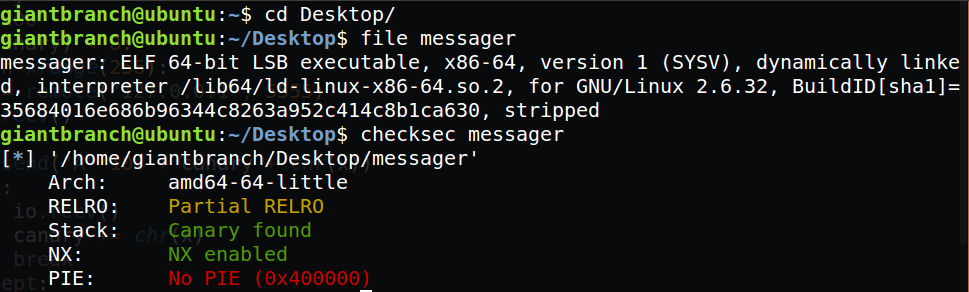 giantbranch@ubuntu:~$ cd Desktop/
giantbranch@ubuntu:~/Desktop$ file messager
messager: ELF 64-bit LSB executable, x86-64, version 1 (SYSV), dynamically linke
d, interpreter /lib64/ld-linux-x86-64.so.2, for GNU/Linux 2.6.32, BuildID[sha1]=
35684016e686b96344c8263a952c414c8b1ca630, stripped
giantbranch@ubuntu:~/Desktop$ checksec messager
[*] '/home/giantbranch/Desktop/messager'
Arch: amd64-64-little
RELRO: Partial RELRO
Stack: Canary found
NX: NX enabled
PIE: No PIE (0x400000)